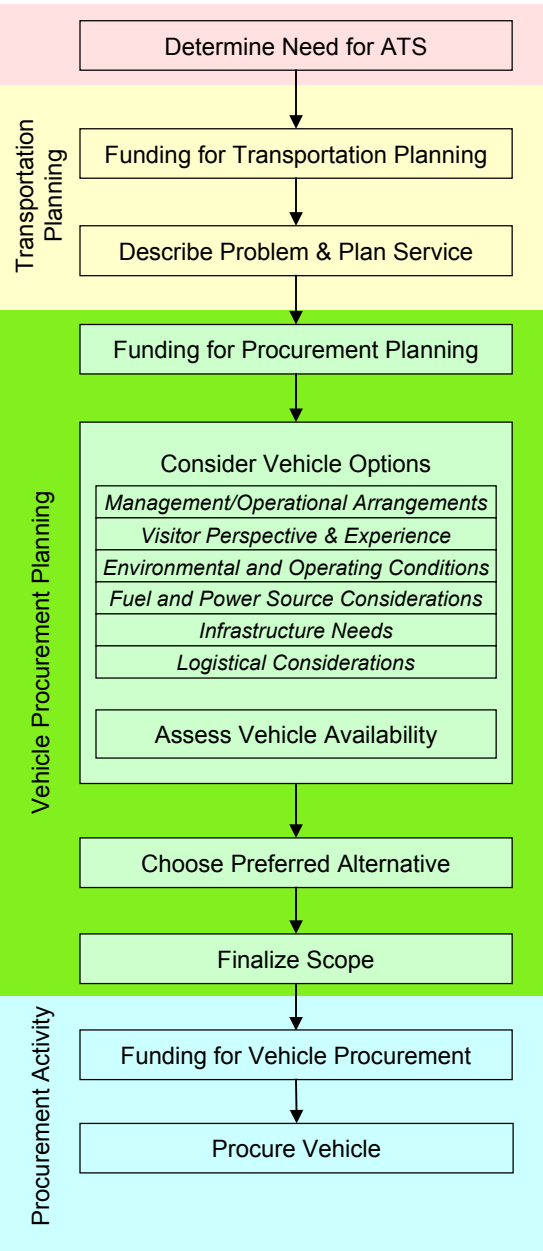 Determine Need for ATS
Transportation
Planning
Funding for Transportation Planning
Describe Problem & Plan Service
Vehicle Procurement Planning
Funding for Procurement Planning
Consider Vehicle Options
Management/Operational Arrangements
Visitor Perspective & Experience
Environmental and Operating Conditions
Fuel and Power Source Considerations
Infrastructure Needs
Logistical Considerations
Assess Vehicle Availability
Choose Preferred Alternative
Finalize Scope
Procurement Activity
Funding for Vehicle Procurement
Procure Vehicle